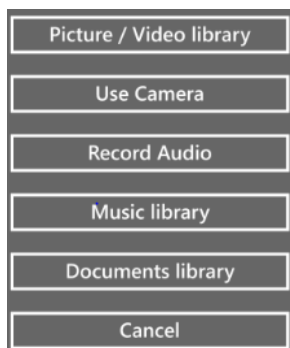 Picture / Video library
Use Camera
Record Audio
Music library
Documents library
Cancel